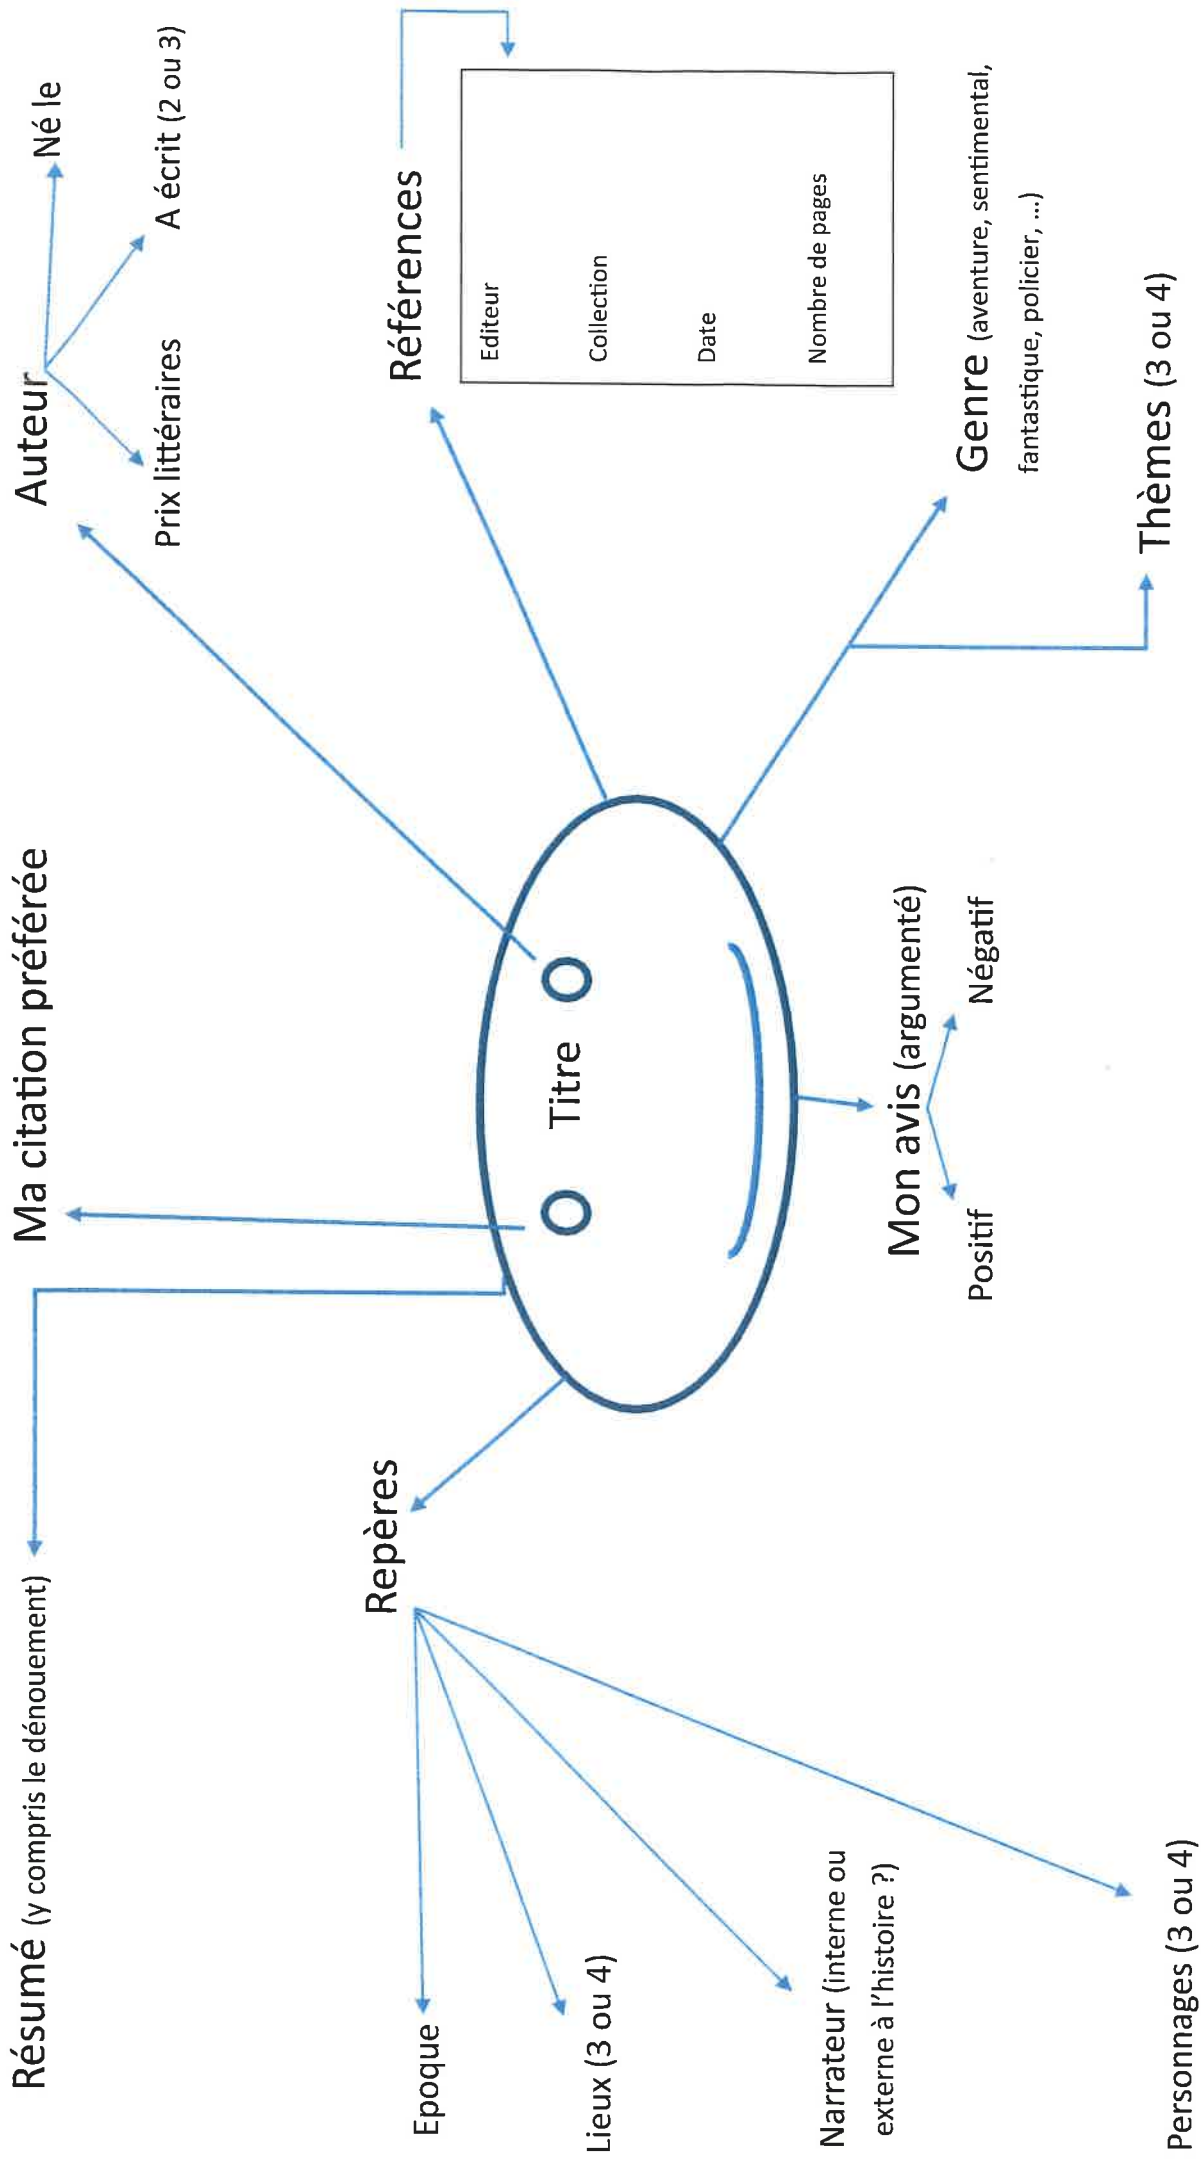 Résumé (y compris le dénouement)
Ma citation préférée
Auteur
Né le
A écrit (2 ou 3)
Prix littéraires
Repères
Epoque
Lieux (3 ou 4)
Narrateur (interne ou
externe à l'histoire ?)
Personnages (3 ou 4)
Titre
Références
Editeur
Collection
Date
Nombre de pages
Genre (aventure, sentimental,
fantastique, policier, ...)
Thèmes (3 ou 4)
Mon avis (argumenté)
Positif
Négatif